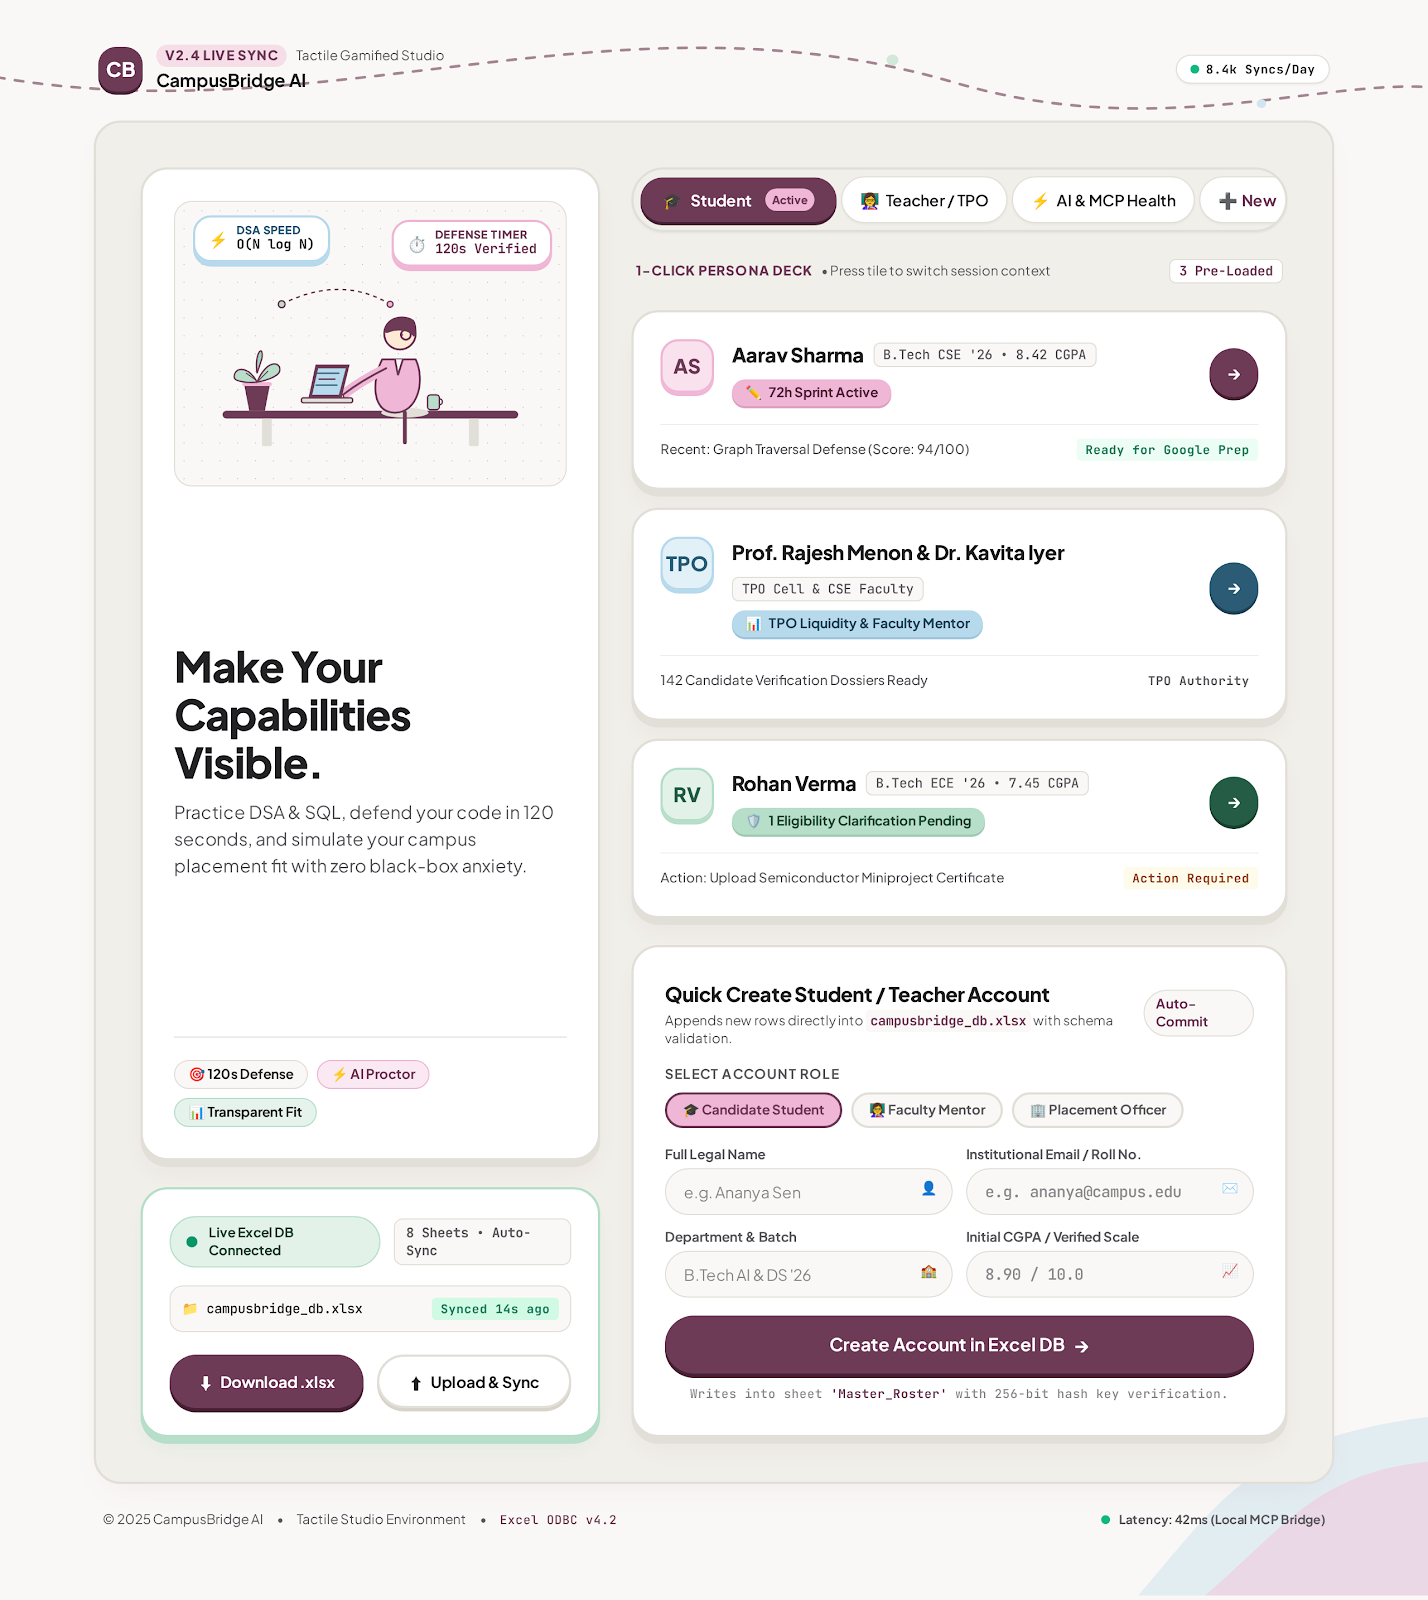 CB
V2.4 LIVE SYNC Tactile Gamified Studio
CampusBridge AI
8.4k Syncs/Day
DSA SPEED
O(N log N)
DEFENSE TIMER
120s Verified
Make Your
Capabilities
Visible.
Practice DSA & SQL, defend your code in 120
seconds, and simulate your campus
placement fit with zero black-box anxiety.
120s Defense
AI Proctor
Transparent Fit
Live Excel DB
Connected
8 Sheets • Auto-
Sync
campusbridge_db.xlsx
Synced 14s ago
Download .xlsx
Upload & Sync
Student Active
Teacher / TPO
AI & MCP Health
New
1-CLICK PERSONA DECK • Press tile to switch session context
3 Pre-Loaded
AS
Aarav Sharma
B.Tech CSE '26 • 8.42 CGPA
72h Sprint Active
Recent: Graph Traversal Defense (Score: 94/100)
Ready for Google Prep
TPO
Prof. Rajesh Menon & Dr. Kavita Iyer
TPO Cell & CSE Faculty
TPO Liquidity & Faculty Mentor
142 Candidate Verification Dossiers Ready
TPO Authority
RV
Rohan Verma
B.Tech ECE '26 • 7.45 CGPA
1 Eligibility Clarification Pending
Action: Upload Semiconductor Miniproject Certificate
Action Required
Quick Create Student / Teacher Account
Appends new rows directly into campusbridge_db.xlsx with schema
validation.
Auto-
Commit
SELECT ACCOUNT ROLE
Candidate Student
Faculty Mentor
Placement Officer
Full Legal Name
e.g. Ananya Sen
Institutional Email / Roll No.
e.g. ananya@campus.edu
Department & Batch
B.Tech AI & DS '26
Initial CGPA / Verified Scale
8.90 / 10.0
Create Account in Excel DB →
Writes into sheet 'Master_Roster' with 256-bit hash key verification.
© 2025 CampusBridge AI • Tactile Studio Environment • Excel ODBC v4.2
Latency: 42ms (Local MCP Bridge)